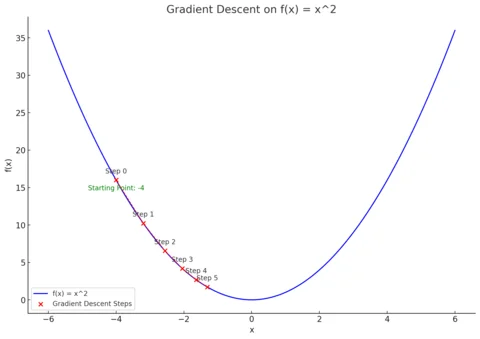 Gradient Descent on f(x) = x^2
35
30
25
20
15
10
5
0
f(x)
Step 0
Starting Point: -4
Step 1
Step 2
Step 3
Step 4
Step 5
f(x) = x^2
Gradient Descent Steps
−6
−4
−2
0
2
4
6
x